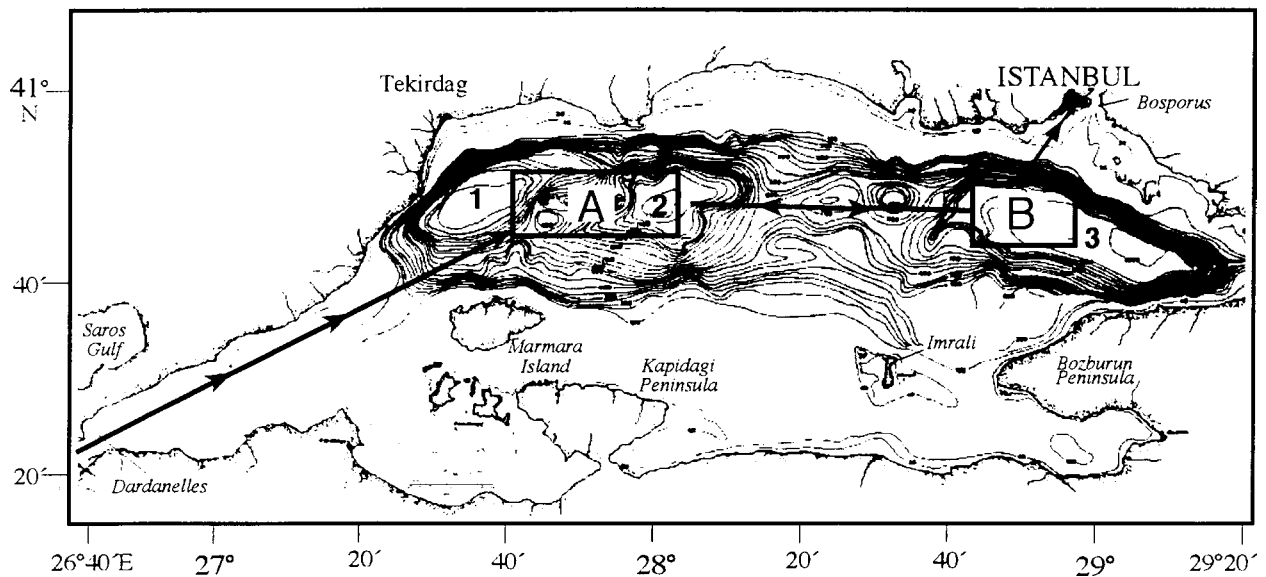 ISTANBUL
41°
N
Tekirdag
Bosporus
1
A
2
B
3
40´
Saros
Gulf
Marmara
Island
Kapidagi
Peninsula
Imrali
Bozburun
Peninsula
20´
Dardanelles
26°40´E
27°
20´
40´
28°
20´
40´
29°
29°20´